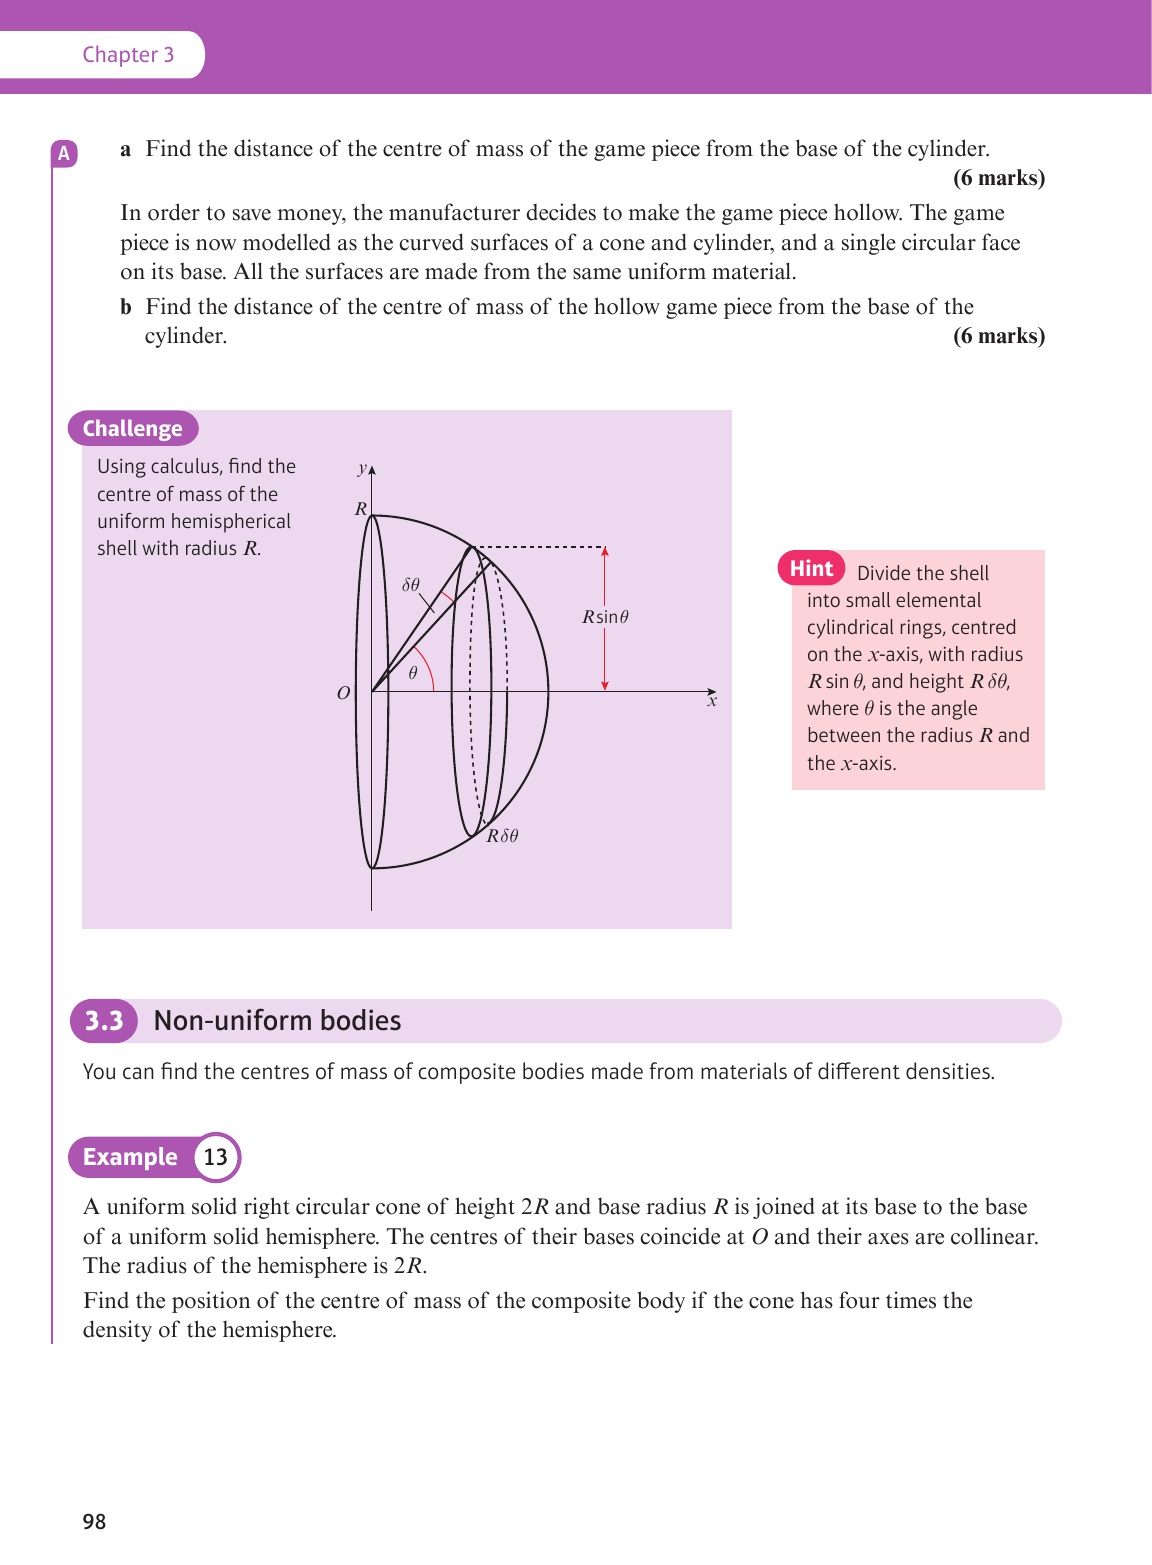 Chapter 3
A
a Find the distance of the centre of mass of the game piece from the base of the cylinder.
(6 marks)
In order to save money, the manufacturer decides to make the game piece hollow. The game
piece is now modelled as the curved surfaces of a cone and cylinder, and a single circular face
on its base. All the surfaces are made from the same uniform material.
b Find the distance of the centre of mass of the hollow game piece from the base of the
cylinder. (6 marks)
Challenge
Using calculus, find the
centre of mass of the
uniform hemispherical
shell with radius R.
y
R
δθ
R sin θ
θ
O
x
Rδθ
Hint Divide the shell
into small elemental
cylindrical rings, centred
on the x-axis, with radius
R sin θ, and height R δθ,
where θ is the angle
between the radius R and
the x-axis.
3.3 Non-uniform bodies
You can find the centres of mass of composite bodies made from materials of different densities.
Example 13
A uniform solid right circular cone of height 2R and base radius R is joined at its base to the base
of a uniform solid hemisphere. The centres of their bases coincide at O and their axes are collinear.
The radius of the hemisphere is 2R.
Find the position of the centre of mass of the composite body if the cone has four times the
density of the hemisphere.
98